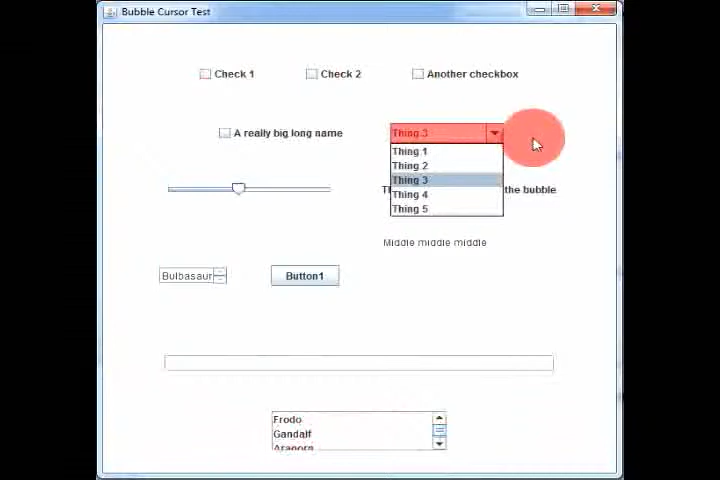 Bubble Cursor Test
Check 1
Check 2
Another checkbox
A really big long name
Thing 3
Thing 1
Thing 2
Thing 3
Thing 4
Thing 5
the bubble
Middle middle middle
Bulbasaur
Button1
Frodo
Gandalf
Aragorn